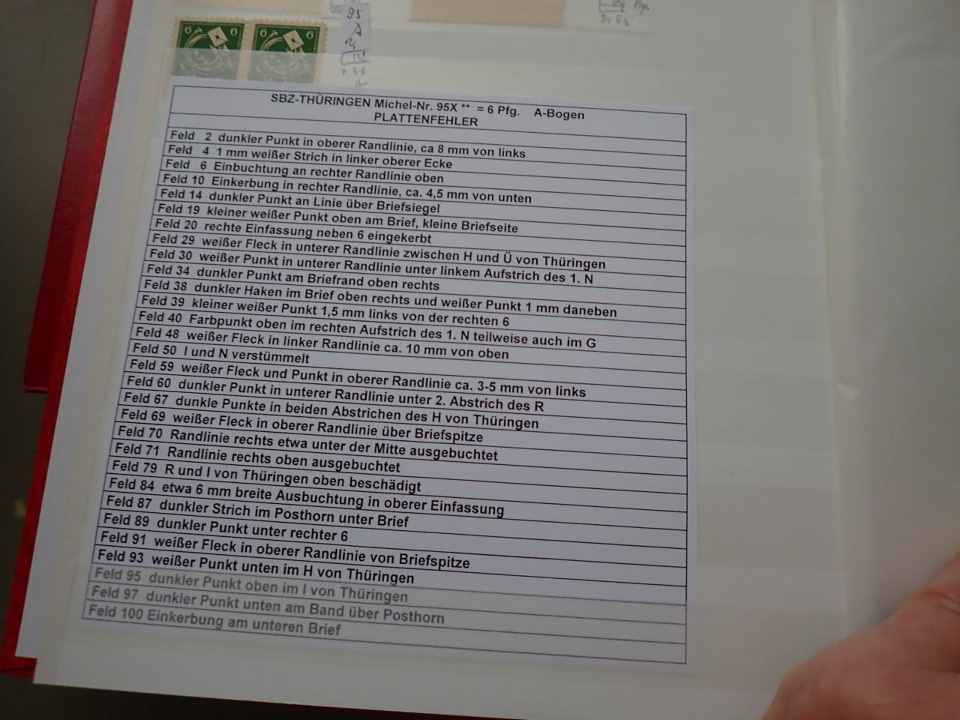 95
A
6 6 6 6
SBZ-THÜRINGEN Michel-Nr. 95X ** = 6 Pfg. A-Bogen
PLATTENFEHLER
Feld 2 dunkler Punkt in oberer Randlinie, ca 8 mm von links
Feld 4 1 mm weißer Strich in linker oberer Ecke
Feld 6 Einbuchtung an rechter Randlinie oben
Feld 10 Einkerbung in rechter Randlinie, ca. 4,5 mm von unten
Feld 14 dunkler Punkt an Linie über Briefsiegel
Feld 19 kleiner weißer Punkt oben am Brief, kleine Briefseite
Feld 20 rechte Einfassung neben 6 eingekerbt
Feld 29 weißer Fleck in unterer Randlinie zwischen H und Ü von Thüringen
Feld 30 weißer Punkt in unterer Randlinie unter linkem Aufstrich des 1. N
Feld 34 dunkler Punkt am Briefrand oben rechts
Feld 38 dunkler Haken im Brief oben rechts und weißer Punkt 1 mm daneben
Feld 39 kleiner weißer Punkt 1,5 mm links von der rechten 6
Feld 40 Farbpunkt oben im rechten Aufstrich des 1. N teilweise auch im G
Feld 48 weißer Fleck in linker Randlinie ca. 10 mm von oben
Feld 50 I und N verstümmelt
Feld 59 weißer Fleck und Punkt in oberer Randlinie ca. 3-5 mm von links
Feld 60 dunkler Punkt in unterer Randlinie unter 2. Abstrich des R
Feld 67 dunkle Punkte in beiden Abstrichen des H von Thüringen
Feld 69 weißer Fleck in oberer Randlinie über Briefspitze
Feld 70 Randlinie rechts etwa unter der Mitte ausgebuchtet
Feld 71 Randlinie rechts oben ausgebuchtet
Feld 79 R und I von Thüringen oben beschädigt
Feld 84 etwa 6 mm breite Ausbuchtung in oberer Einfassung
Feld 87 dunkler Strich im Posthorn unter Brief
Feld 89 dunkler Punkt unter rechter 6
Feld 91 weißer Fleck in oberer Randlinie von Briefspitze
Feld 93 weißer Punkt unten im H von Thüringen
Feld 95 dunkler Punkt oben im I von Thüringen
Feld 97 dunkler Punkt unten am Band über Posthorn
Feld 100 Einkerbung am unteren Brief